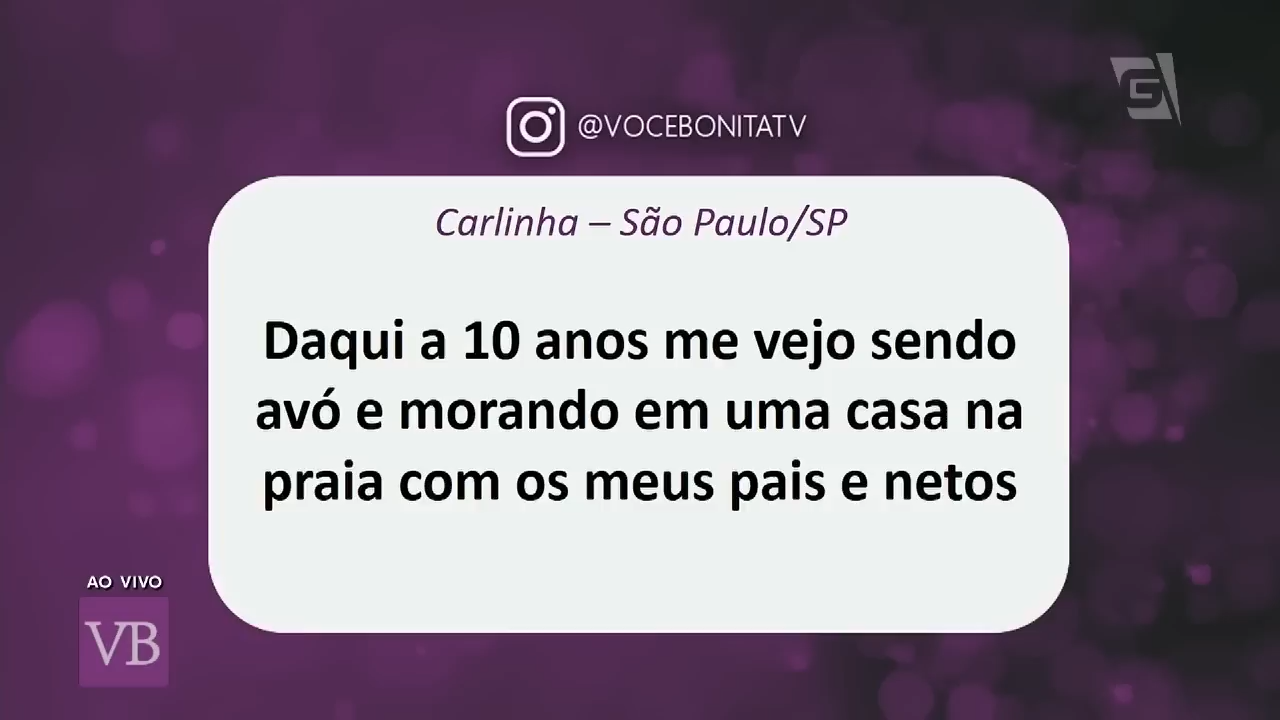 @VOCEBONITATV
Carlinha – São Paulo/SP
Daqui a 10 anos me vejo sendo
avó e morando em uma casa na
praia com os meus pais e netos
AO VIVO
VB